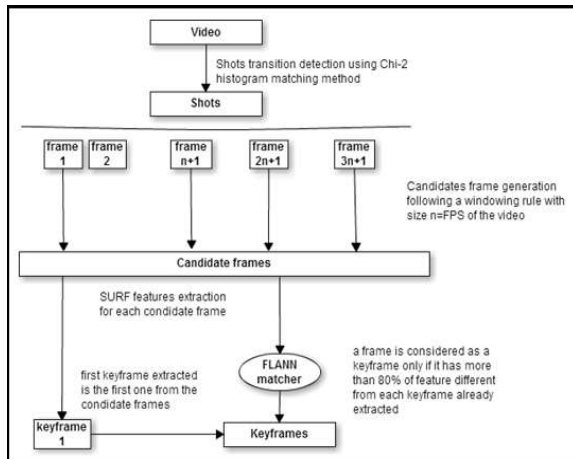 Video
Shots transition detection using Chi-2
histogram matching method
Shots
frame
1
frame
2
frame
n+1
frame
2n+1
frame
3n+1
Candidates frame generation
following a windowing rule with
size n=FPS of the video
Candidate frames
SURF features extraction
for each condidate frame
FLANN
matcher
a frame is considered as a
keyframe only if it has more
than 80% of feature different
from each keyframe already
extracted
first keyframe extracted
is the first one from the
candidate frames
keyframe
1
Keyframes